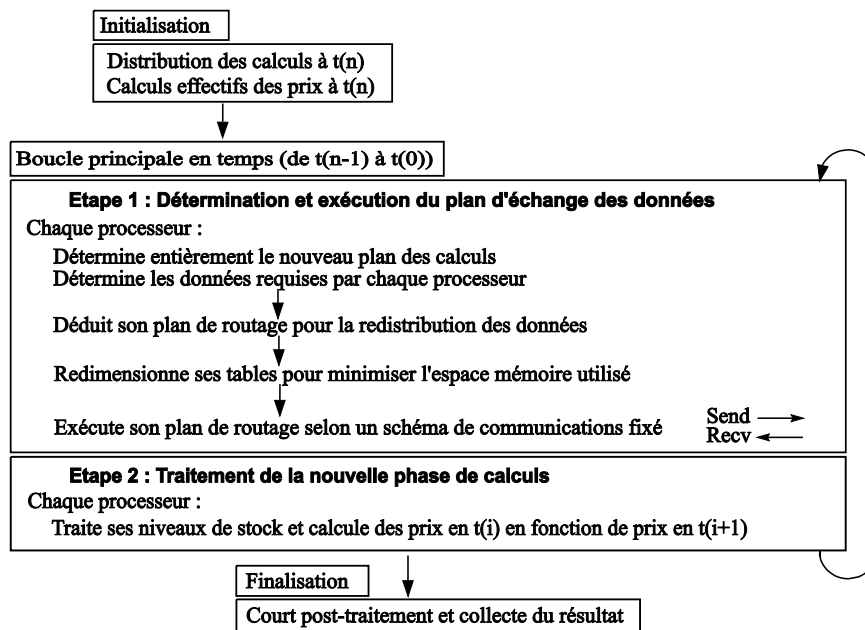 Initialisation
Distribution des calculs à t(n)
Calculs effectifs des prix à t(n)
Boucle principale en temps (de t(n-1) à t(0))
Etape 1 : Détermination et exécution du plan d'échange des données
Chaque processeur :
Détermine entièrement le nouveau plan des calculs
Détermine les données requises par chaque processeur
Déduit son plan de routage pour la redistribution des données
Redimensionne ses tables pour minimiser l'espace mémoire utilisé
Exécute son plan de routage selon un schéma de communications fixé
Send
Recv
Etape 2 : Traitement de la nouvelle phase de calculs
Chaque processeur :
Traite ses niveaux de stock et calcule des prix en t(i) en fonction de prix en t(i+1)
Finalisation
Court post-traitement et collecte du résultat